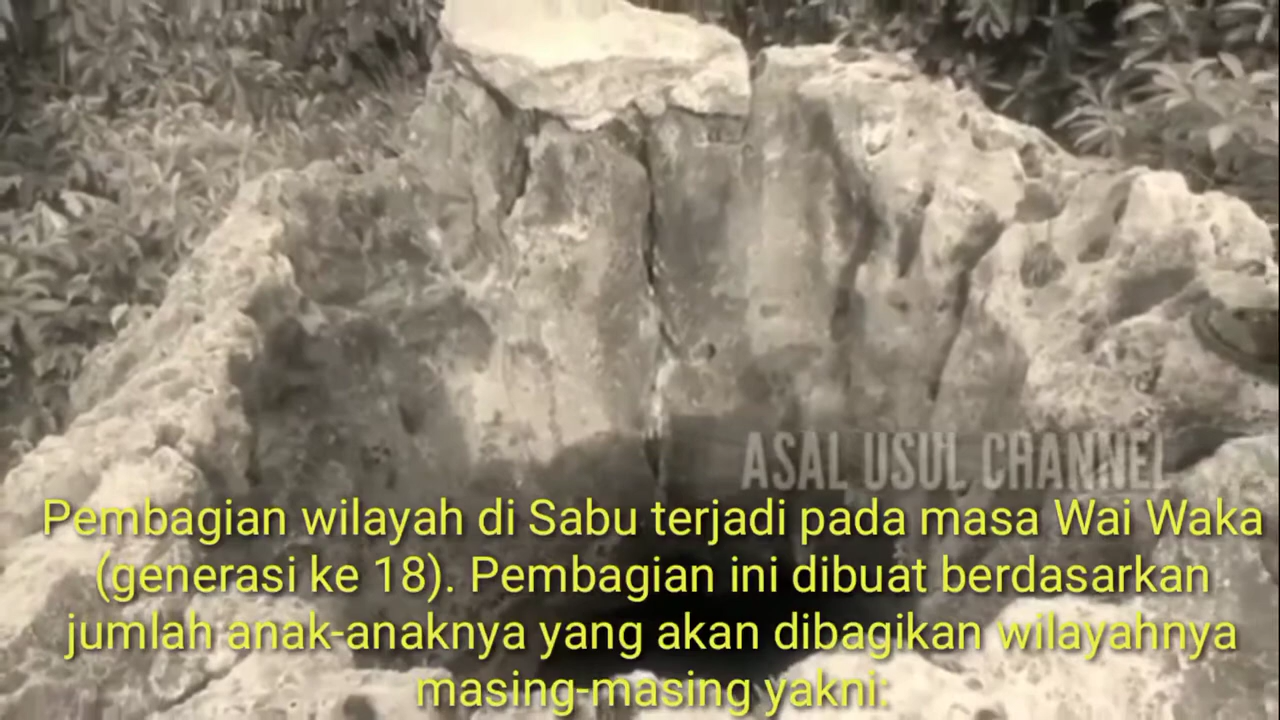 ASAL USUL CHANNEL
Pembagian wilayah di Sabu terjadi pada masa Wai Waka
(generasi ke 18). Pembagian ini dibuat berdasarkan
jumlah anak-anaknya yang akan dibagikan wilayahnya
masing-masing yakni: